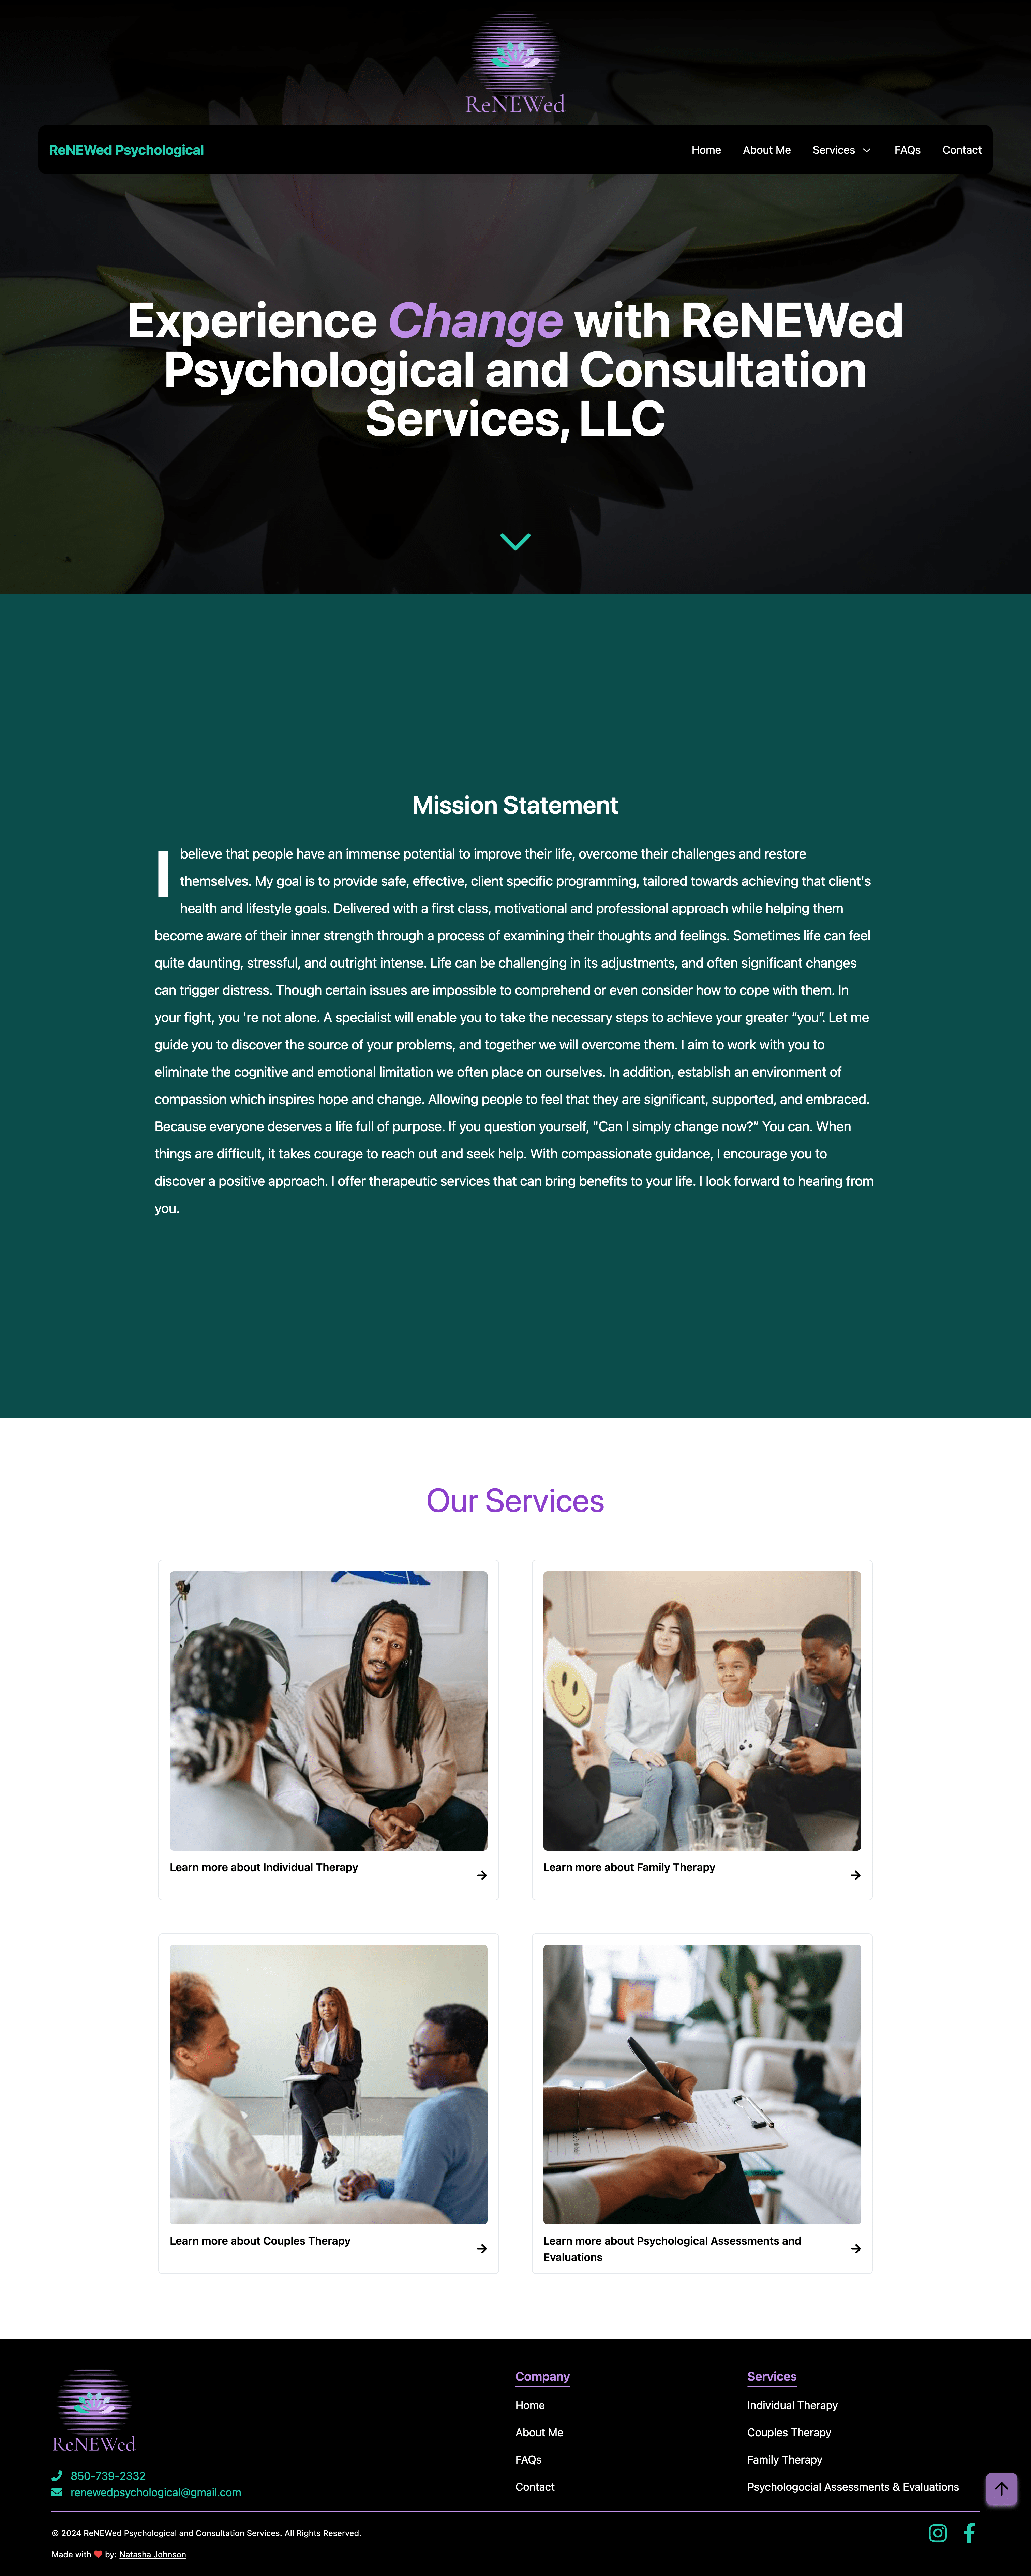 ReNEWed
ReNEWed Psychological
Home
About Me
Services
FAQs
Contact
Experience Change with ReNEWed
Psychological and Consultation
Services, LLC
Mission Statement
I believe that people have an immense potential to improve their life, overcome their challenges and restore
themselves. My goal is to provide safe, effective, client specific programming, tailored towards achieving that client's
health and lifestyle goals. Delivered with a first class, motivational and professional approach while helping them
become aware of their inner strength through a process of examining their thoughts and feelings. Sometimes life can feel
quite daunting, stressful, and outright intense. Life can be challenging in its adjustments, and often significant changes
can trigger distress. Though certain issues are impossible to comprehend or even consider how to cope with them. In
your fight, you 're not alone. A specialist will enable you to take the necessary steps to achieve your greater “you”. Let me
guide you to discover the source of your problems, and together we will overcome them. I aim to work with you to
eliminate the cognitive and emotional limitation we often place on ourselves. In addition, establish an environment of
compassion which inspires hope and change. Allowing people to feel that they are significant, supported, and embraced.
Because everyone deserves a life full of purpose. If you question yourself, "Can I simply change now?” You can. When
things are difficult, it takes courage to reach out and seek help. With compassionate guidance, I encourage you to
discover a positive approach. I offer therapeutic services that can bring benefits to your life. I look forward to hearing from
you.
Our Services
Learn more about Individual Therapy
Learn more about Family Therapy
Learn more about Couples Therapy
Learn more about Psychological Assessments and
Evaluations
ReNEWed
850-739-2332
renewedpsychological@gmail.com
Company
Home
About Me
FAQs
Contact
Services
Individual Therapy
Couples Therapy
Family Therapy
Psychologocial Assessments & Evaluations
© 2024 ReNEWed Psychological and Consultation Services. All Rights Reserved.
Made with ❤ by: Natasha Johnson